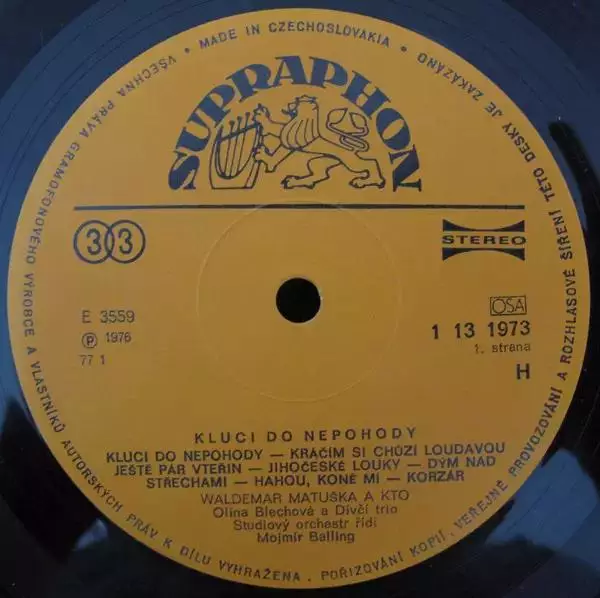 VŠECHNA PRÁVA GRAMOFONOVÉHO VÝROBCE A VLASTNÍKŮ AUTORSKÝCH PRÁV K DÍLU VYHRAŽENA. POŘIZOVÁNÍ KOPIÍ, VEŘEJNÉ PROVOZOVÁNÍ A ROZHLASOVÉ ŠÍŘENÍ TÉTO DESKY JE ZAKÁZÁNO
• MADE IN CZECHOSLOVAKIA •
SUPRAPHON
33
STEREO
E 3559
OSA
℗ 1976
1 13 1973
77 1
1. strana
H
KLUCI DO NEPOHODY
KLUCI DO NEPOHODY — KRÁČÍM SI CHŮZÍ LOUDAVOU
JEŠTĚ PÁR VTEŘIN — JIHOČESKÉ LOUKY — DÝM NAD
STŘECHAMI — HAHOU, KONĚ MÍ — KORZÁR
WALDEMAR MATUŠKA A KTO
Olina Blechová a Dívčí trio
Studiový orchestr řídí
Mojmír Balling